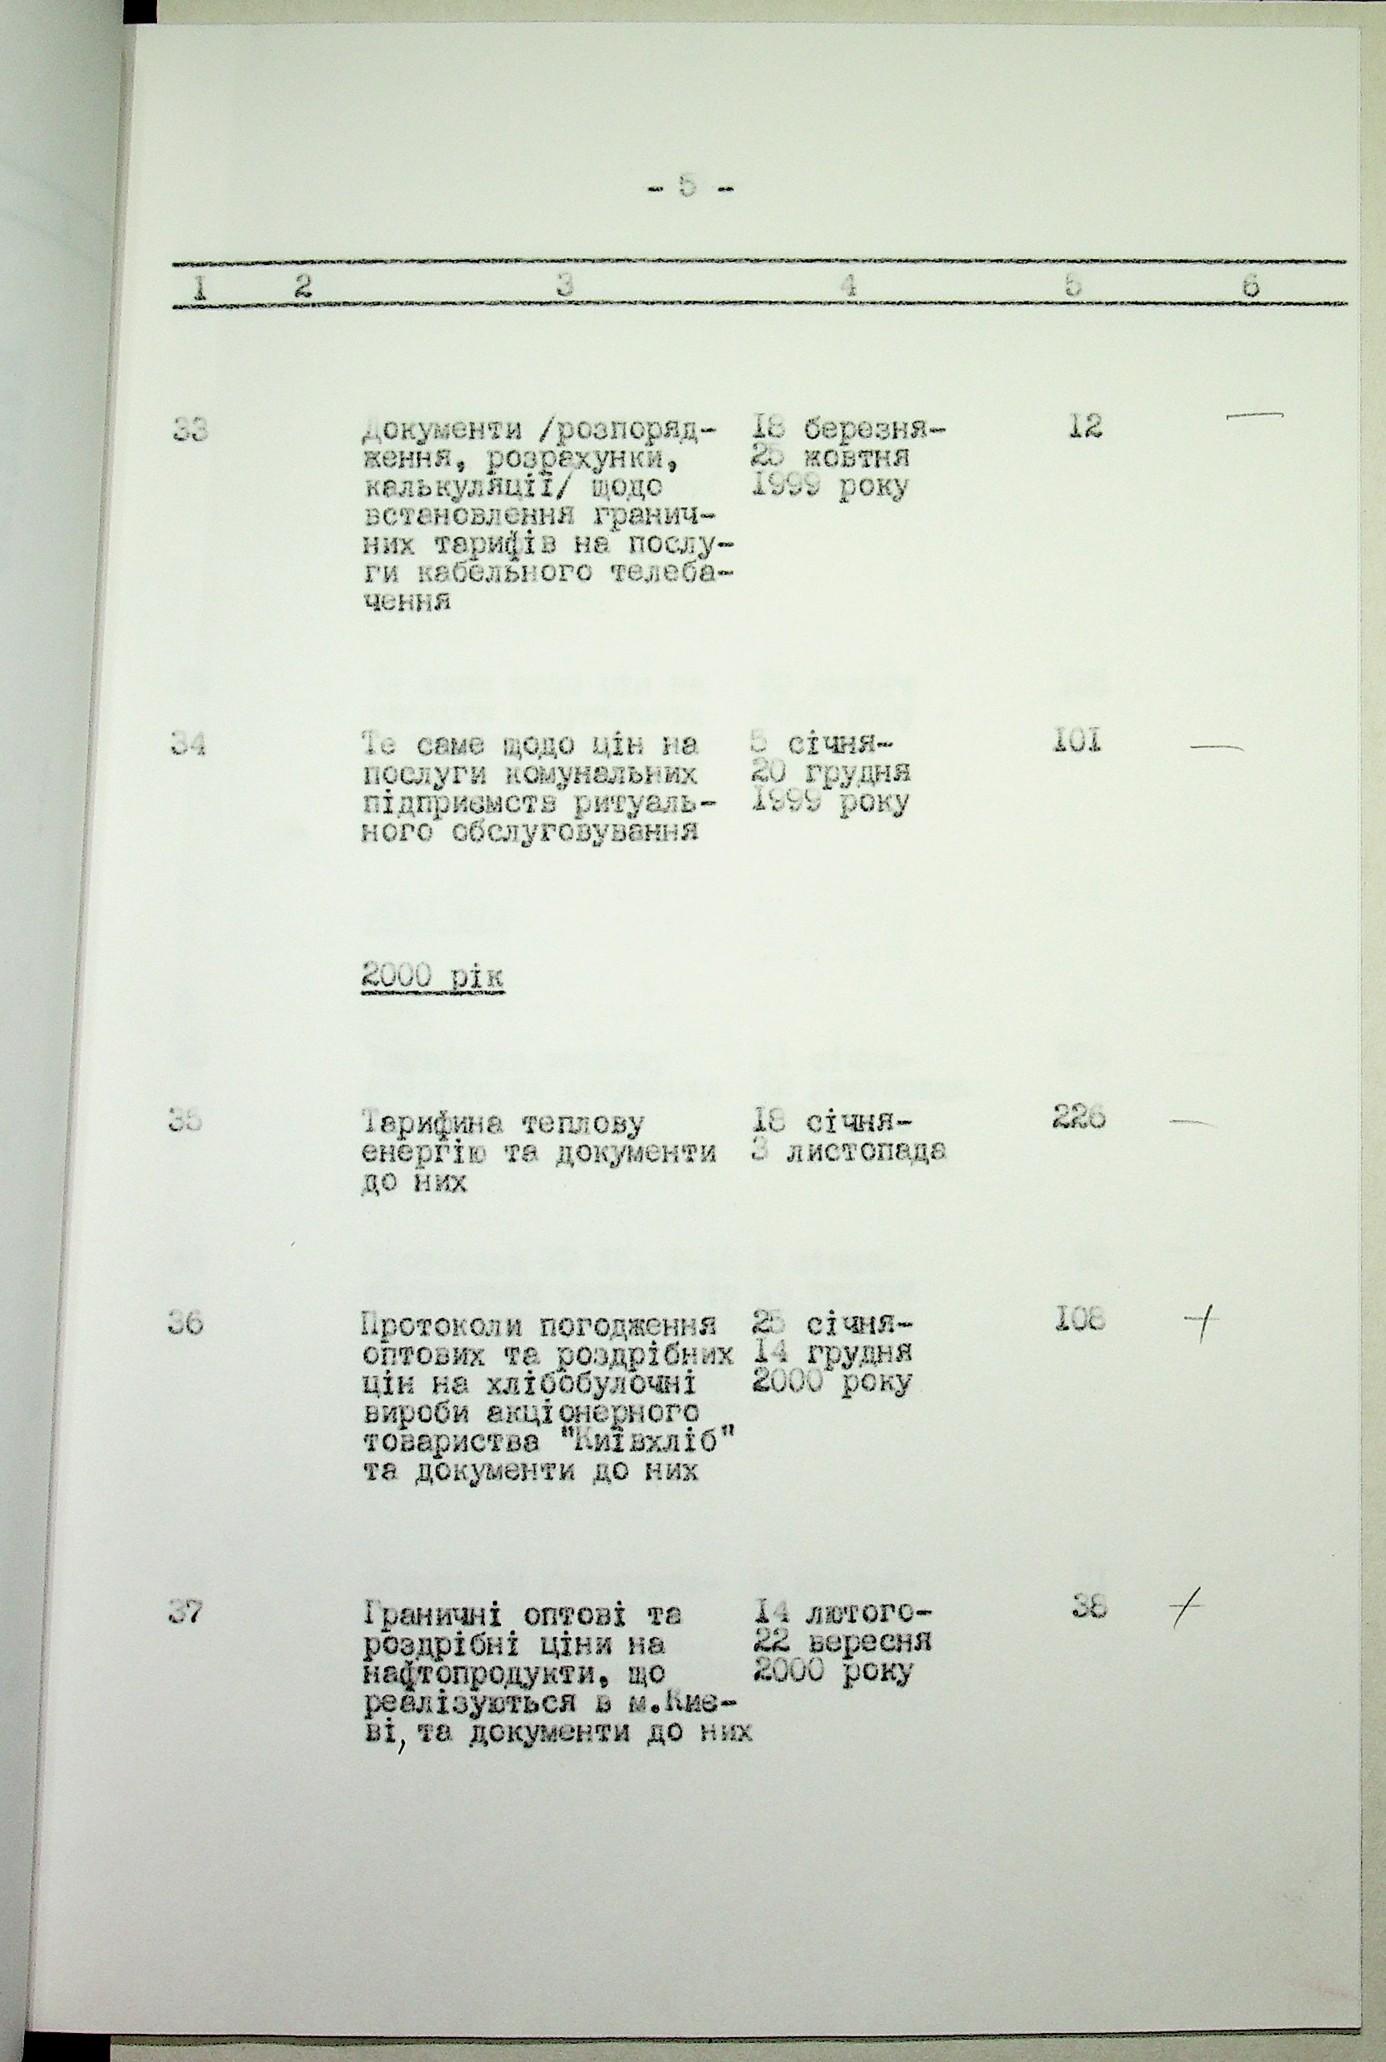 - 5 -
1 2 3 4 5 6
33 Документи /розпоряд- 18 березня- 12 —
ження, розрахунки, 25 жовтня
калькуляції/ щодо 1999 року
встановлення гранич-
них тарифів на послу-
ги кабельного телеба-
чення
34 Те саме щодо цін на 5 січня- 101 —
послуги комунальних 20 грудня
підприємств ритуаль- 1999 року
ного обслуговування
2000 рік
35 Тарифина теплову 18 січня- 226 —
енергію та документи 3 листопада
до них
36 Протоколи погодження 25 січня- 108 +
оптових та роздрібних 14 грудня
цін на хлібобулочні 2000 року
вироби акціонерного
товариства "Київхліб"
та документи до них
37 Граничні оптові та 14 лютого- 38 +
роздрібні ціни на 22 вересня
нафтопродукти, що 2000 року
реалізуються в м.Киє-
ві, та документи до них